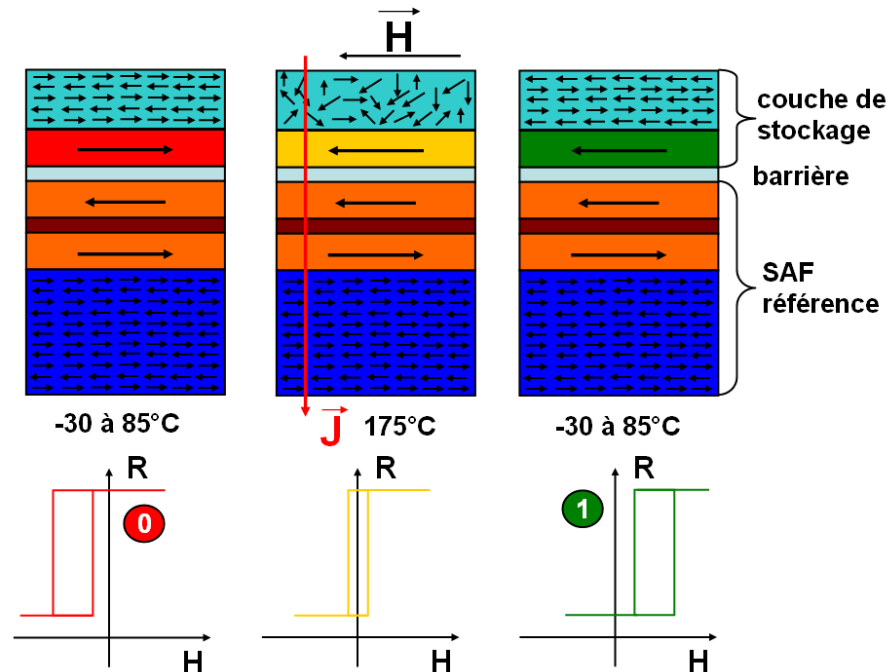 H
couche de
stockage
barrière
SAF
référence
-30 à 85°C
J
175°C
-30 à 85°C
R
0
H
R
H
R
1
H